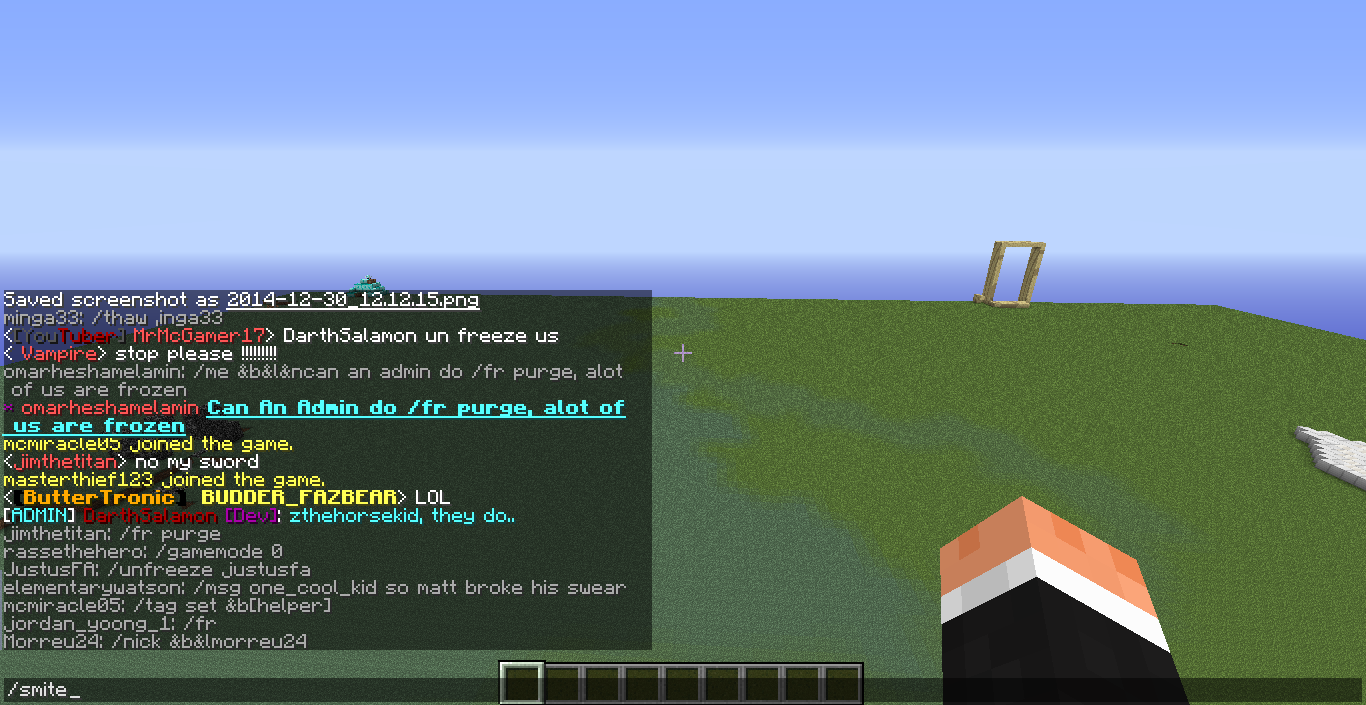 Saved screenshot as 2014-12-30_12.12.15.png
minga33: /thaw ,inga33
<[YouTuber] MrMcGamer17> DarthSalamon un freeze us
< Vampire> stop please !!!!!!!!
omarheshamelamin: /me &b&l&ncan an admin do /fr purge, alot
of us are frozen
* omarheshamelamin Can An Admin do /fr purge, alot of
us are frozen
mcmiracle05 joined the game.
<jimthetitan> no my sword
masterthief123 joined the game.
<[ButterTronic] BUDDER_FAZBEAR> LOL
[ADMIN] DarthSalamon [Dev]: zthehorsekid, they do..
jimthetitan: /fr purge
rassethehero: /gamemode 0
JustusFA: /unfreeze justusfa
elementarywatson: /msg one_cool_kid so matt broke his swear
mcmiracle05: /tag set &b[helper]
jordan_yoong_1: /fr
Morreu24: /nick &b&lmorreu24
/smite_